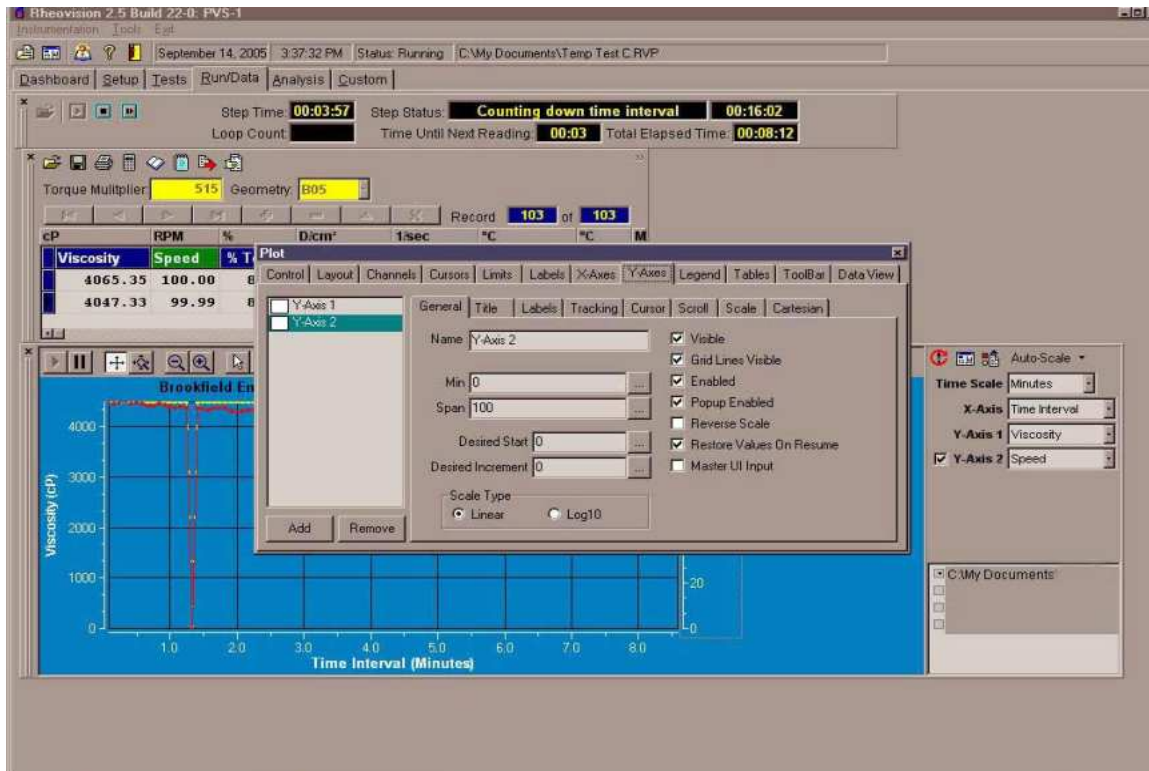 Rheovision 2.5 Build 22-0: PVS-1
Instrumentation Tools Exit
September 14, 2005 3:37:32 PM Status: Running C:\My Documents\Temp Test C.RVP
Dashboard Setup Tests Run/Data Analysis Custom
Step Time: 00:03:57 Step Status: Counting down time interval 00:16:02
Loop Count: Time Until Next Reading: 00:03 Total Elapsed Time: 00:08:12
Torque Mulitplier 515 Geometry: B05
Record 103 of 103
cP RPM % D/cm² 1/sec °C °C M
Viscosity Speed % T
4065.35 100.00 8
4047.33 99.99 8
Plot
Control Layout Channels Cursors Limits Labels X-Axes Y-Axes Legend Tables ToolBar Data View
Y-Axis 1
Y-Axis 2
Add Remove
General Title Labels Tracking Cursor Scroll Scale Cartesian
Name Y-Axis 2
Min 0 ...
Span 100 ...
Desired Start 0 ...
Desired Increment 0 ...
Scale Type
Linear Log10
Visible
Grid Lines Visible
Enabled
Popup Enabled
Reverse Scale
Restore Values On Resume
Master UI Input
Auto-Scale
Time Scale Minutes
X-Axis Time Interval
Y-Axis 1 Viscosity
Y-Axis 2 Speed
C:\My Documents\
Brookfield En
Viscosity (cP)
4000
3000
2000
1000
0
20
0
1.0 2.0 3.0 4.0 5.0 6.0 7.0 8.0
Time Interval (Minutes)